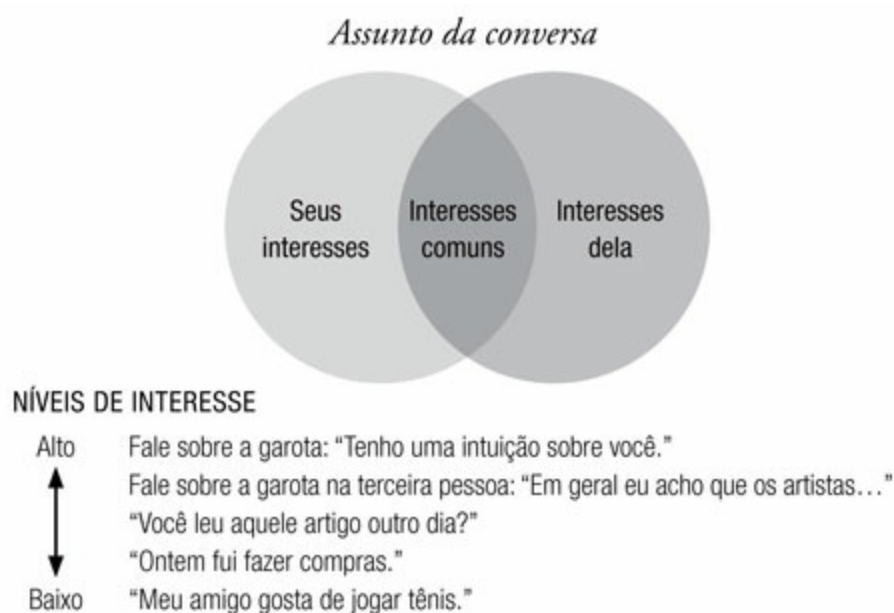 Assunto da conversa
Seus
interesses
Interesses
comuns
Interesses
dela
NÍVEIS DE INTERESSE
Alto
Fale sobre a garota: “Tenho uma intuição sobre você.”
Fale sobre a garota na terceira pessoa: “Em geral eu acho que os artistas…”
“Você leu aquele artigo outro dia?”
“Ontem fui fazer compras.”
Baixo
“Meu amigo gosta de jogar tênis.”